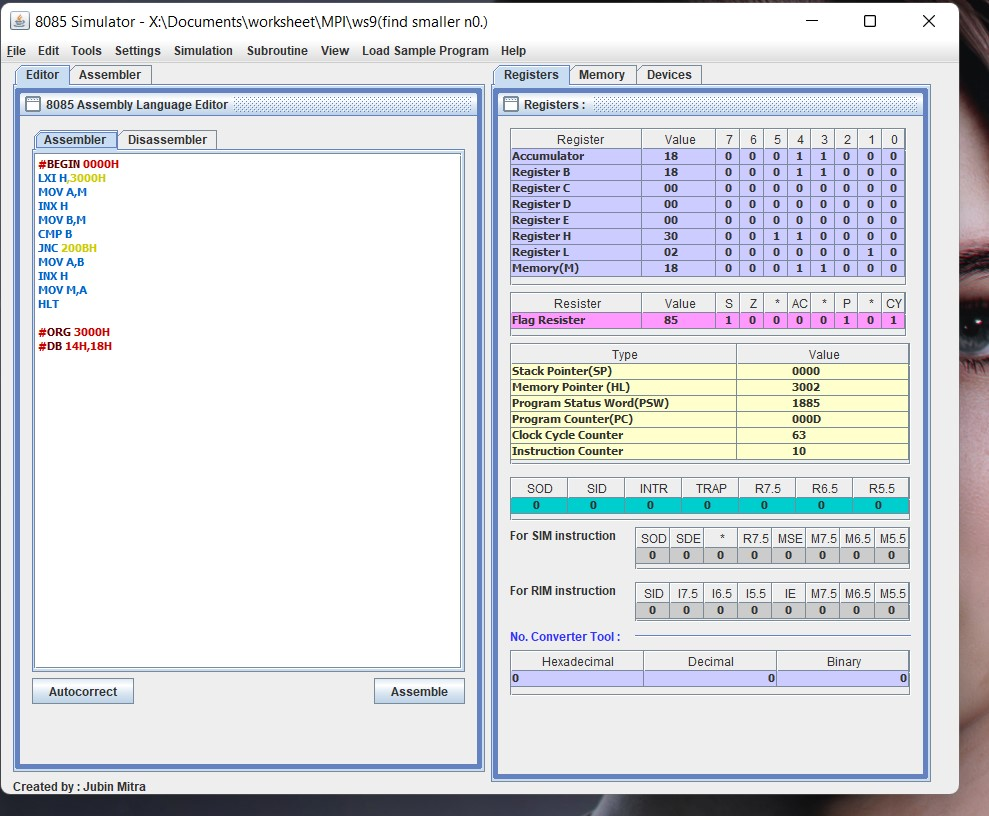 8085 Simulator - X:\Documents\worksheet\MPI\ws9(find smaller n0.)
File Edit Tools Settings Simulation Subroutine View Load Sample Program Help
Editor Assembler
8085 Assembly Language Editor
Assembler Disassembler
#BEGIN 0000H
LXI H,3000H
MOV A,M
INX H
MOV B,M
CMP B
JNC 200BH
MOV A,B
INX H
MOV M,A
HLT
#ORG 3000H
#DB 14H,18H
Autocorrect Assemble
Created by : Jubin Mitra
Registers Memory Devices
Registers :
Register Value 7 6 5 4 3 2 1 0
Accumulator 18 0 0 0 1 1 0 0 0
Register B 18 0 0 0 1 1 0 0 0
Register C 00 0 0 0 0 0 0 0 0
Register D 00 0 0 0 0 0 0 0 0
Register E 00 0 0 0 0 0 0 0 0
Register H 30 0 0 1 1 0 0 0 0
Register L 02 0 0 0 0 0 0 1 0
Memory(M) 18 0 0 0 1 1 0 0 0
Resister Value S Z * AC * P * CY
Flag Resister 85 1 0 0 0 0 1 0 1
Type Value
Stack Pointer(SP) 0000
Memory Pointer (HL) 3002
Program Status Word(PSW) 1885
Program Counter(PC) 000D
Clock Cycle Counter 63
Instruction Counter 10
SOD SID INTR TRAP R7.5 R6.5 R5.5
0 0 0 0 0 0 0
For SIM instruction
SOD SDE * R7.5 MSE M7.5 M6.5 M5.5
0 0 0 0 0 0 0 0
For RIM instruction
SID I7.5 I6.5 I5.5 IE M7.5 M6.5 M5.5
0 0 0 0 0 0 0 0
No. Converter Tool :
Hexadecimal Decimal Binary
0 0 0